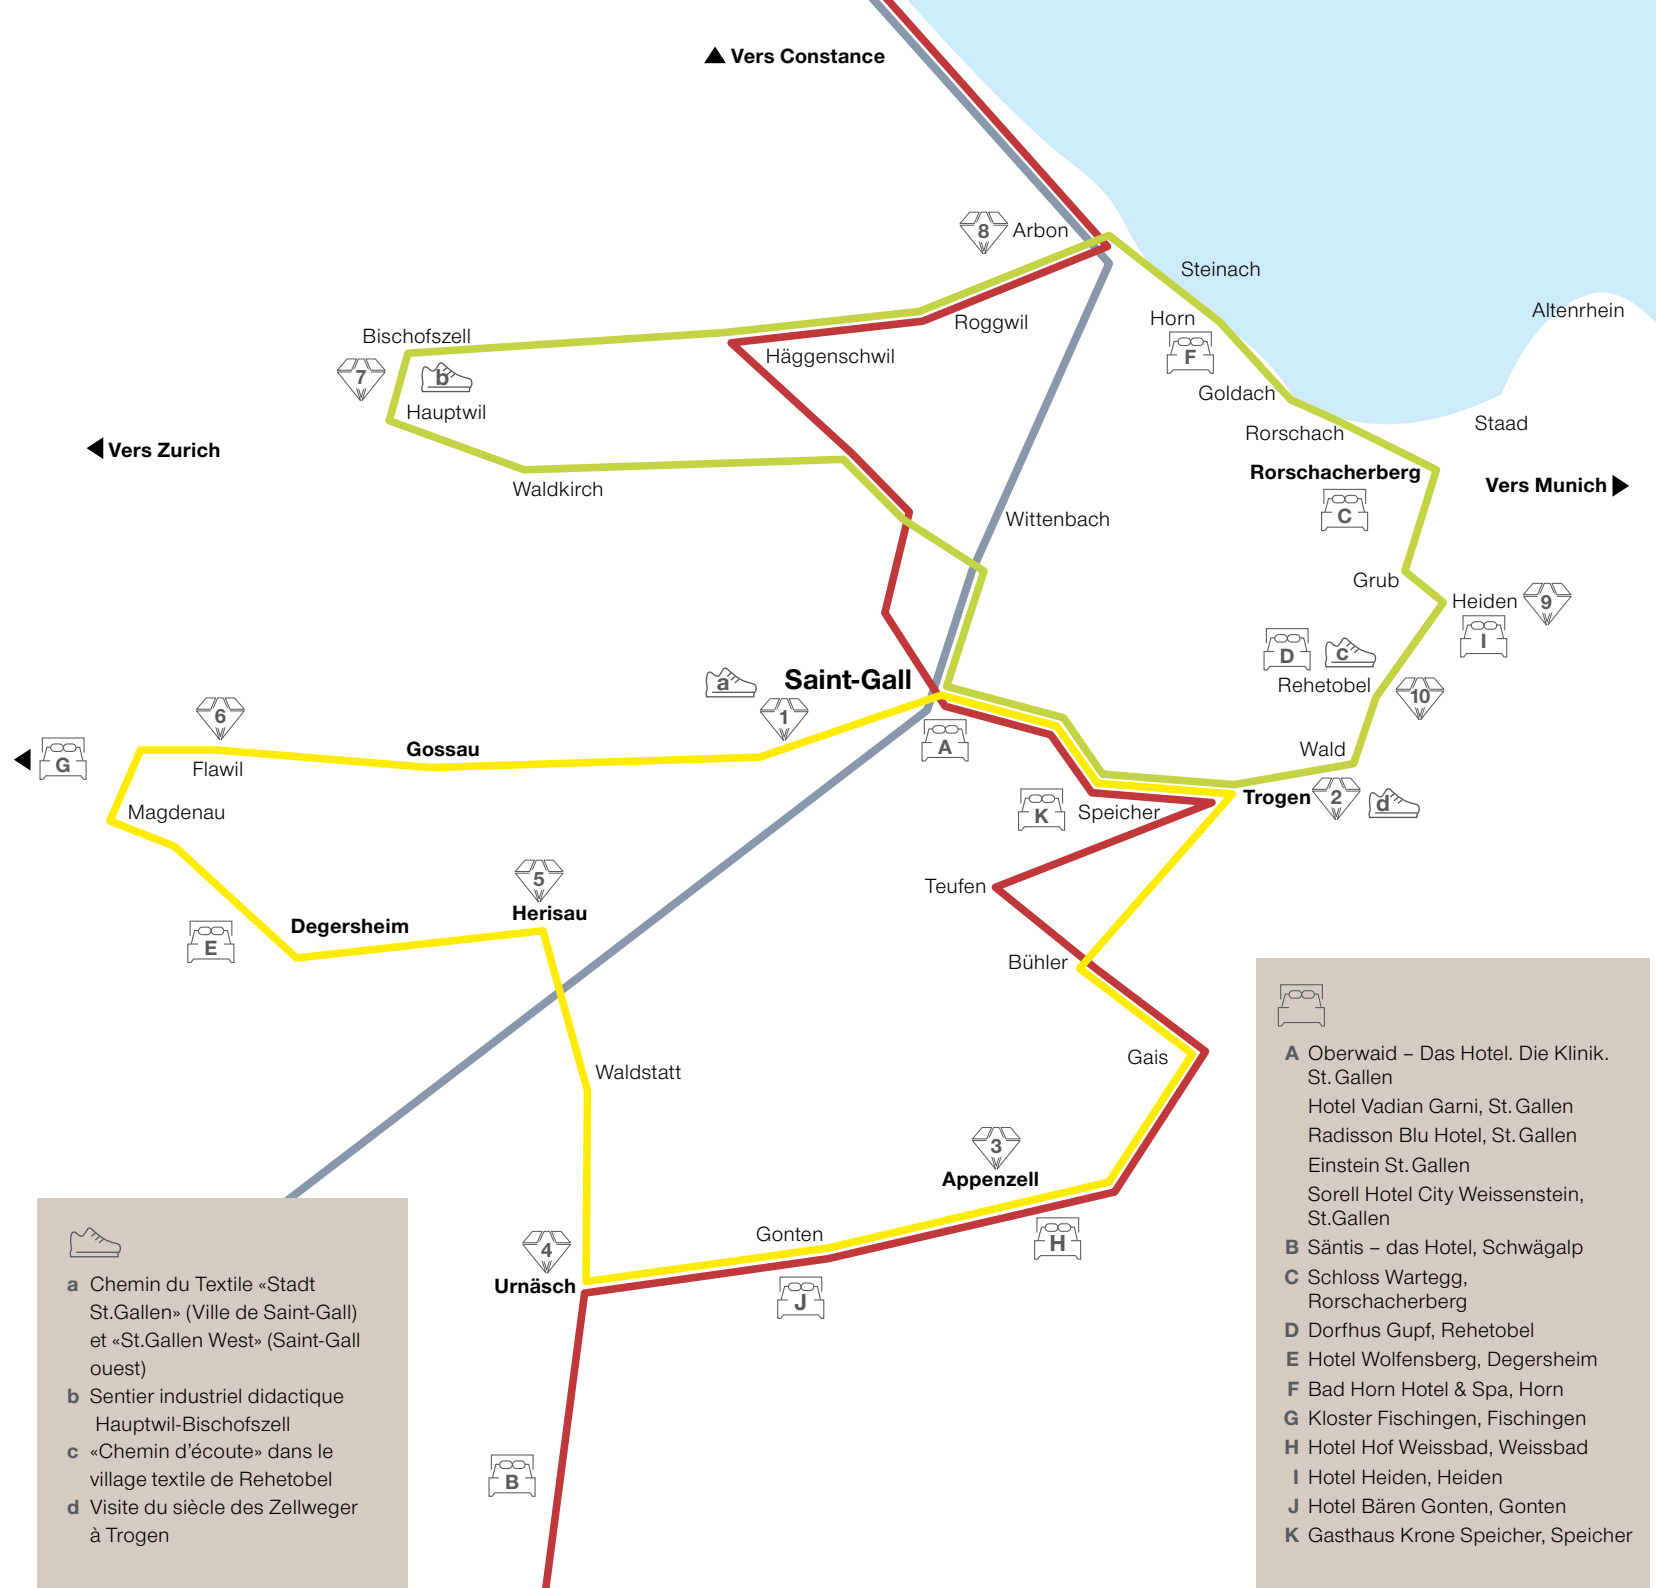 Vers Constance
8
Arbon
Steinach
Altenrhein
Horn
Roggwil
Bischofszell
F
Häggenschwil
7
b
Goldach
Hauptwil
Staad
Rorschach
Vers Zurich
Rorschacherberg
Vers Munich
Waldkirch
C
Wittenbach
Grub
Heiden
9
I
D
c
Saint-Gall
a
Rehetobel
10
6
1
A
Gossau
Wald
G
Flawil
Trogen
2
d
Magdenau
K
Speicher
5
Teufen
Herisau
Degersheim
E
Bühler
Gais
Waldstatt
3
Appenzell
Gonten
H
4
Urnäsch
J
B
a Chemin du Textile «Stadt
St.Gallen» (Ville de Saint-Gall)
et «St.Gallen West» (Saint-Gall
ouest)
b Sentier industriel didactique
Hauptwil-Bischofszell
c «Chemin d'écoute» dans le
village textile de Rehetobel
d Visite du siècle des Zellweger
à Trogen
A Oberwaid – Das Hotel. Die Klinik.
St. Gallen
Hotel Vadian Garni, St. Gallen
Radisson Blu Hotel, St. Gallen
Einstein St. Gallen
Sorell Hotel City Weissenstein,
St.Gallen
B Säntis – das Hotel, Schwägalp
C Schloss Wartegg,
Rorschacherberg
D Dorfhus Gupf, Rehetobel
E Hotel Wolfensberg, Degersheim
F Bad Horn Hotel & Spa, Horn
G Kloster Fischingen, Fischingen
H Hotel Hof Weissbad, Weissbad
I Hotel Heiden, Heiden
J Hotel Bären Gonten, Gonten
K Gasthaus Krone Speicher, Speicher